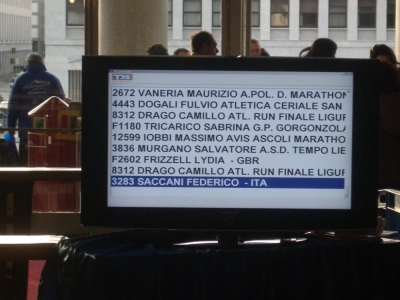 TDS
2672 VANERIA MAURIZIO A.POL. D. MARATHON
4443 DOGALI FULVIO ATLETICA CERIALE SAN
8312 DRAGO CAMILLO ATL. RUN FINALE LIGUR
F1180 TRICARICO SABRINA G.P. GORGONZOLA
12599 IOBBI MASSIMO AVIS ASCOLI MARATHO
3836 MURGANO SALVATORE A.S.D. TEMPO LIE
F2602 FRIZZELL LYDIA - GBR
8312 DRAGO CAMILLO ATL. RUN FINALE LIGUR
3283 SACCANI FEDERICO - ITA